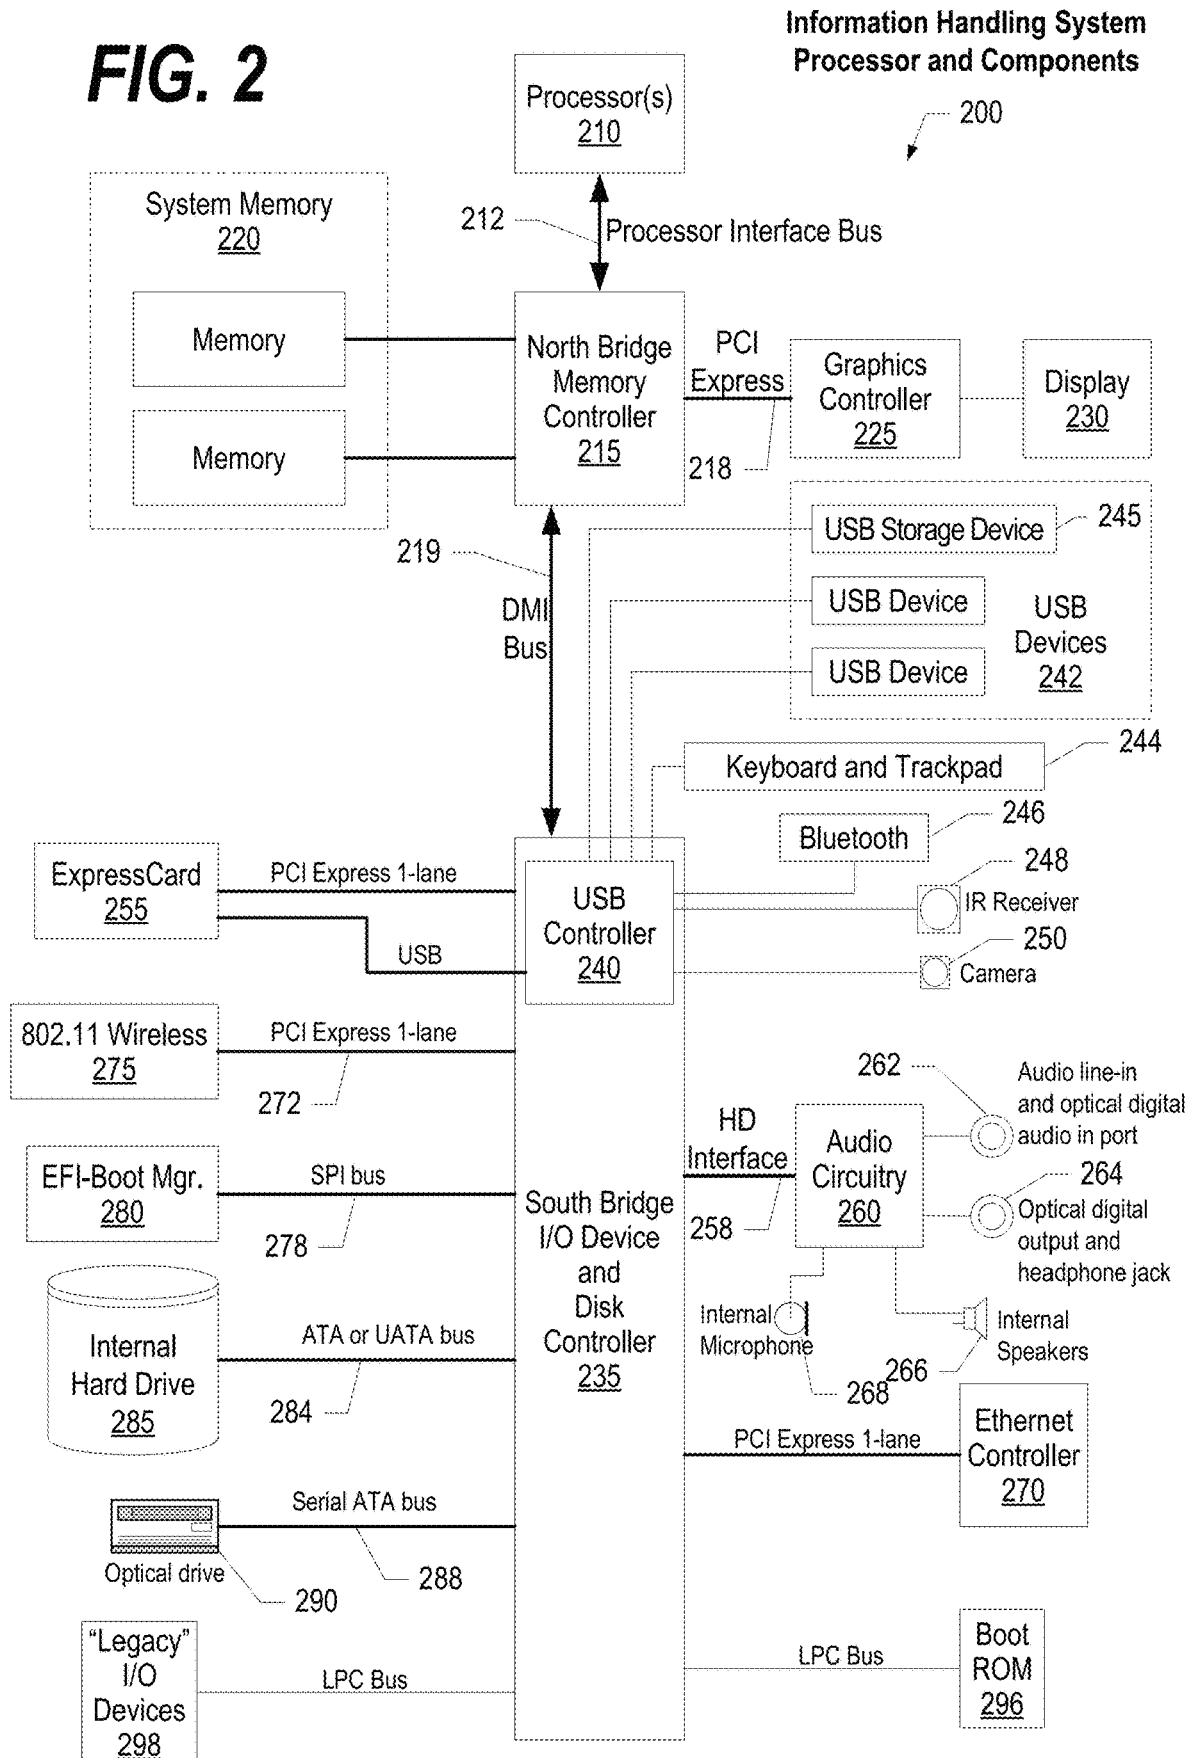 FIG. 2
Information Handling System
Processor and Components
200
Processor(s)
210
212
Processor Interface Bus
System Memory
220
Memory
Memory
North Bridge
Memory
Controller
215
PCI
Express
218
Graphics
Controller
225
Display
230
219
DMI
Bus
USB Storage Device
245
USB Device
USB Device
USB
Devices
242
Keyboard and Trackpad
244
Bluetooth
246
248
IR Receiver
250
Camera
ExpressCard
255
PCI Express 1-lane
USB
USB
Controller
240
802.11 Wireless
275
PCI Express 1-lane
272
EFI-Boot Mgr.
280
SPI bus
278
South Bridge
I/O Device
and
Disk
Controller
235
HD
Interface
258
Audio
Circuitry
260
262
Audio line-in
and optical digital
audio in port
264
Optical digital
output and
headphone jack
Internal
Microphone
268
Internal
Speakers
266
Internal
Hard Drive
285
ATA or UATA bus
284
PCI Express 1-lane
Ethernet
Controller
270
Serial ATA bus
288
Optical drive
290
"Legacy"
I/O
Devices
298
LPC Bus
LPC Bus
Boot
ROM
296